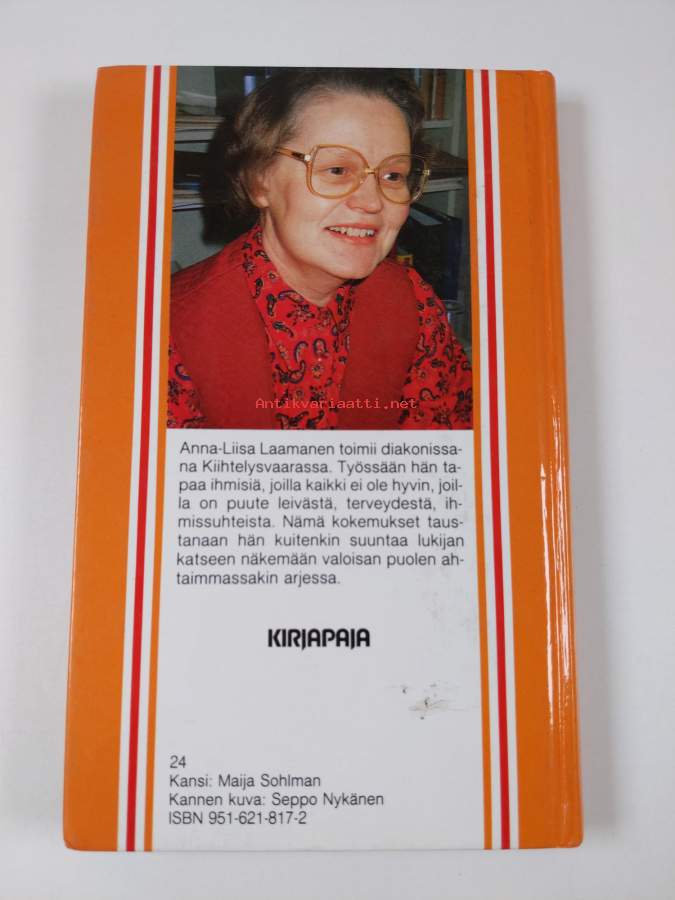 Antikvariaatti.net
Anna-Liisa Laamanen toimii diakonissa-
na Kiihtelysvaarassa. Työssään hän ta-
paa ihmisiä, joilla kaikki ei ole hyvin, joil-
la on puute leivästä, terveydestä, ih-
missuhteista. Nämä kokemukset taus-
tanaan hän kuitenkin suuntaa lukijan
katseen näkemään valoisan puolen ah-
taimmassakin arjessa.
KIRJAPAJA
24
Kansi: Maija Sohlman
Kannen kuva: Seppo Nykänen
ISBN 951-621-817-2